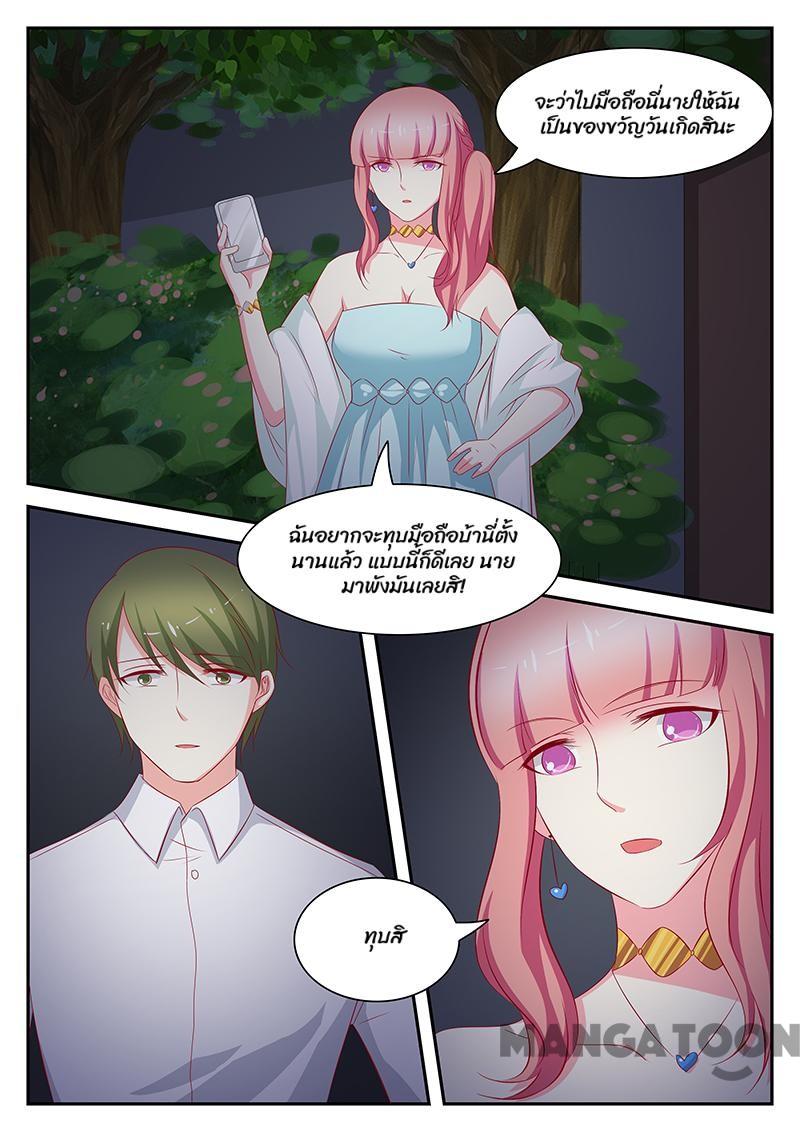 จะว่าไปมือถือนี่นายให้ฉัน
เป็นของขวัญวันเกิดสินะ
ฉันอยากจะทุบมือถือบ้านี่ตั้ง
นานแล้ว แบบนี้ก็ดีเลย นาย
มาพังมันเลยสิ!
ทุบสิ
MANGATOON